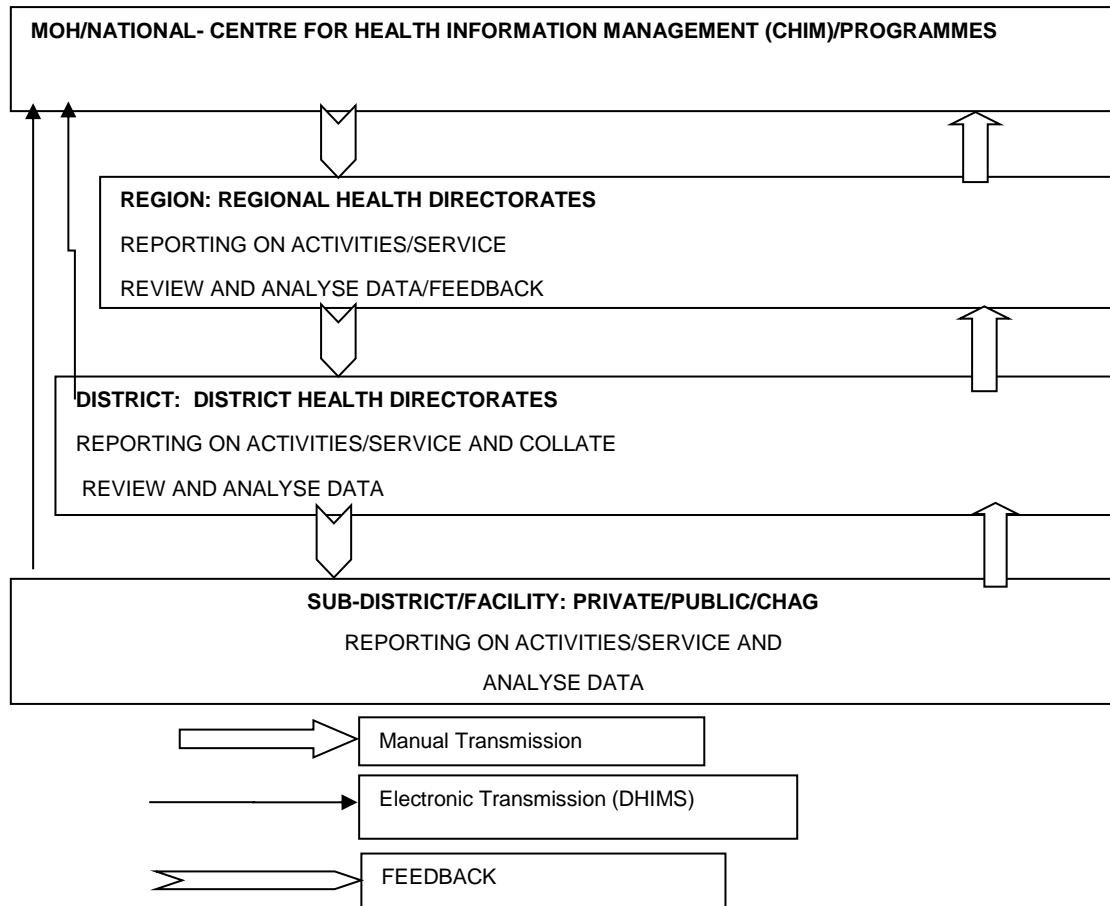 MOH/NATIONAL- CENTRE FOR HEALTH INFORMATION MANAGEMENT (CHIM)/PROGRAMMES
REGION: REGIONAL HEALTH DIRECTORATES
REPORTING ON ACTIVITIES/SERVICE
REVIEW AND ANALYSE DATA/FEEDBACK
DISTRICT: DISTRICT HEALTH DIRECTORATES
REPORTING ON ACTIVITIES/SERVICE AND COLLATE
REVIEW AND ANALYSE DATA
SUB-DISTRICT/FACILITY: PRIVATE/PUBLIC/CHAG
REPORTING ON ACTIVITIES/SERVICE AND
ANALYSE DATA
Manual Transmission
Electronic Transmission (DHIMS)
FEEDBACK